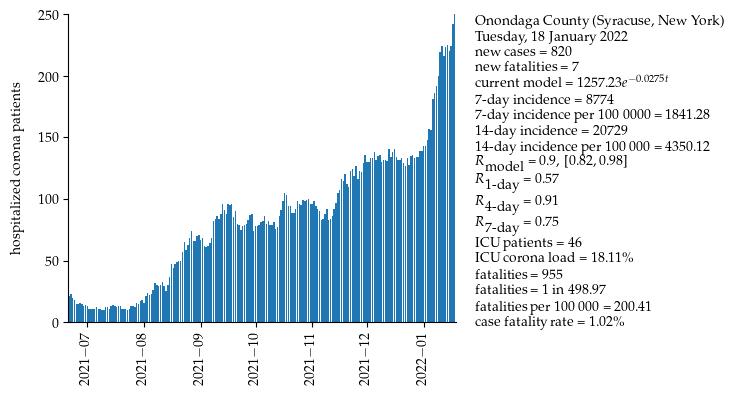 250
200
150
100
50
0
hospitalized corona patients
2021−07
2021−08
2021−09
2021−10
2021−11
2021−12
2022−01
Onondaga County (Syracuse, New York)
Tuesday, 18 January 2022
new cases = 820
new fatalities = 7
current model = 1257.23e^{−0.0275t}
7-day incidence = 8774
7-day incidence per 100 0000 = 1841.28
14-day incidence = 20729
14-day incidence per 100 000 = 4350.12
R_model = 0.9, [0.82, 0.98]
R_1-day = 0.57
R_4-day = 0.91
R_7-day = 0.75
ICU patients = 46
ICU corona load = 18.11%
fatalities = 955
fatalities = 1 in 498.97
fatalities per 100 000 = 200.41
case fatality rate = 1.02%